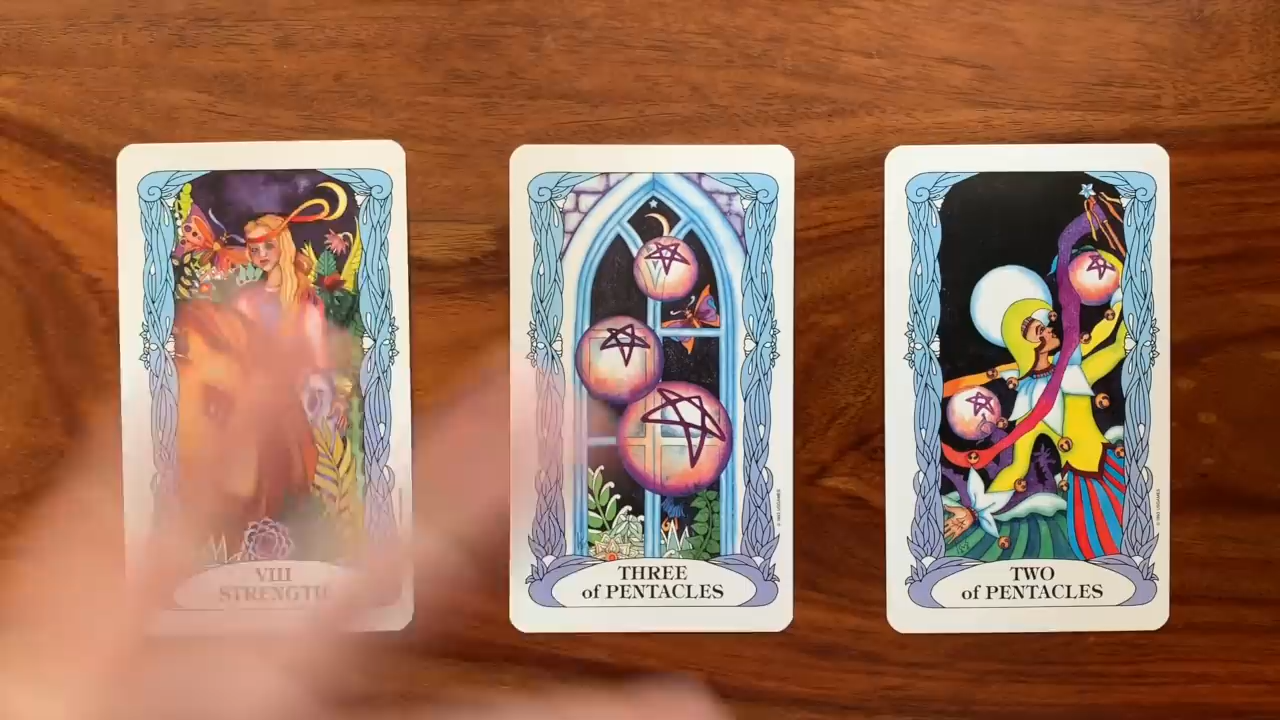 VIII
STRENGTH
THREE
of PENTACLES
TWO
of PENTACLES